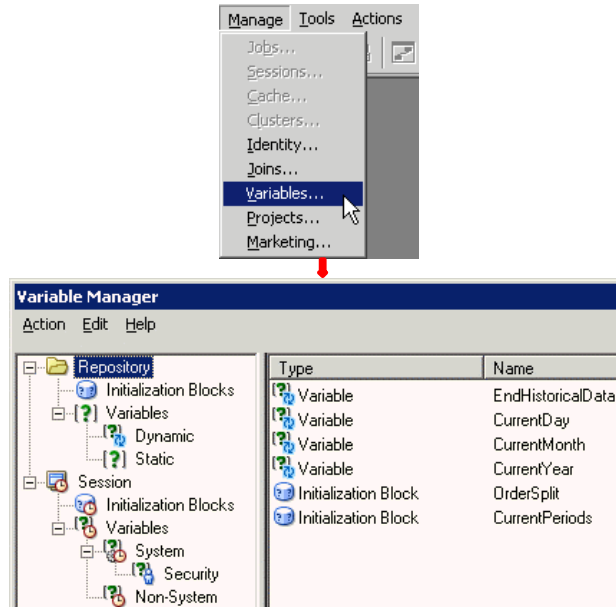 Manage Tools Actions
Jobs...
Sessions...
Cache...
Clusters...
Identity...
Joins...
Variables...
Projects...
Marketing...
Variable Manager
Action Edit Help
Repository
Initialization Blocks
Variables
Dynamic
Static
Session
Initialization Blocks
Variables
System
Security
Non-System
Type Name
Variable EndHistoricalData
Variable CurrentDay
Variable CurrentMonth
Variable CurrentYear
Initialization Block OrderSplit
Initialization Block CurrentPeriods